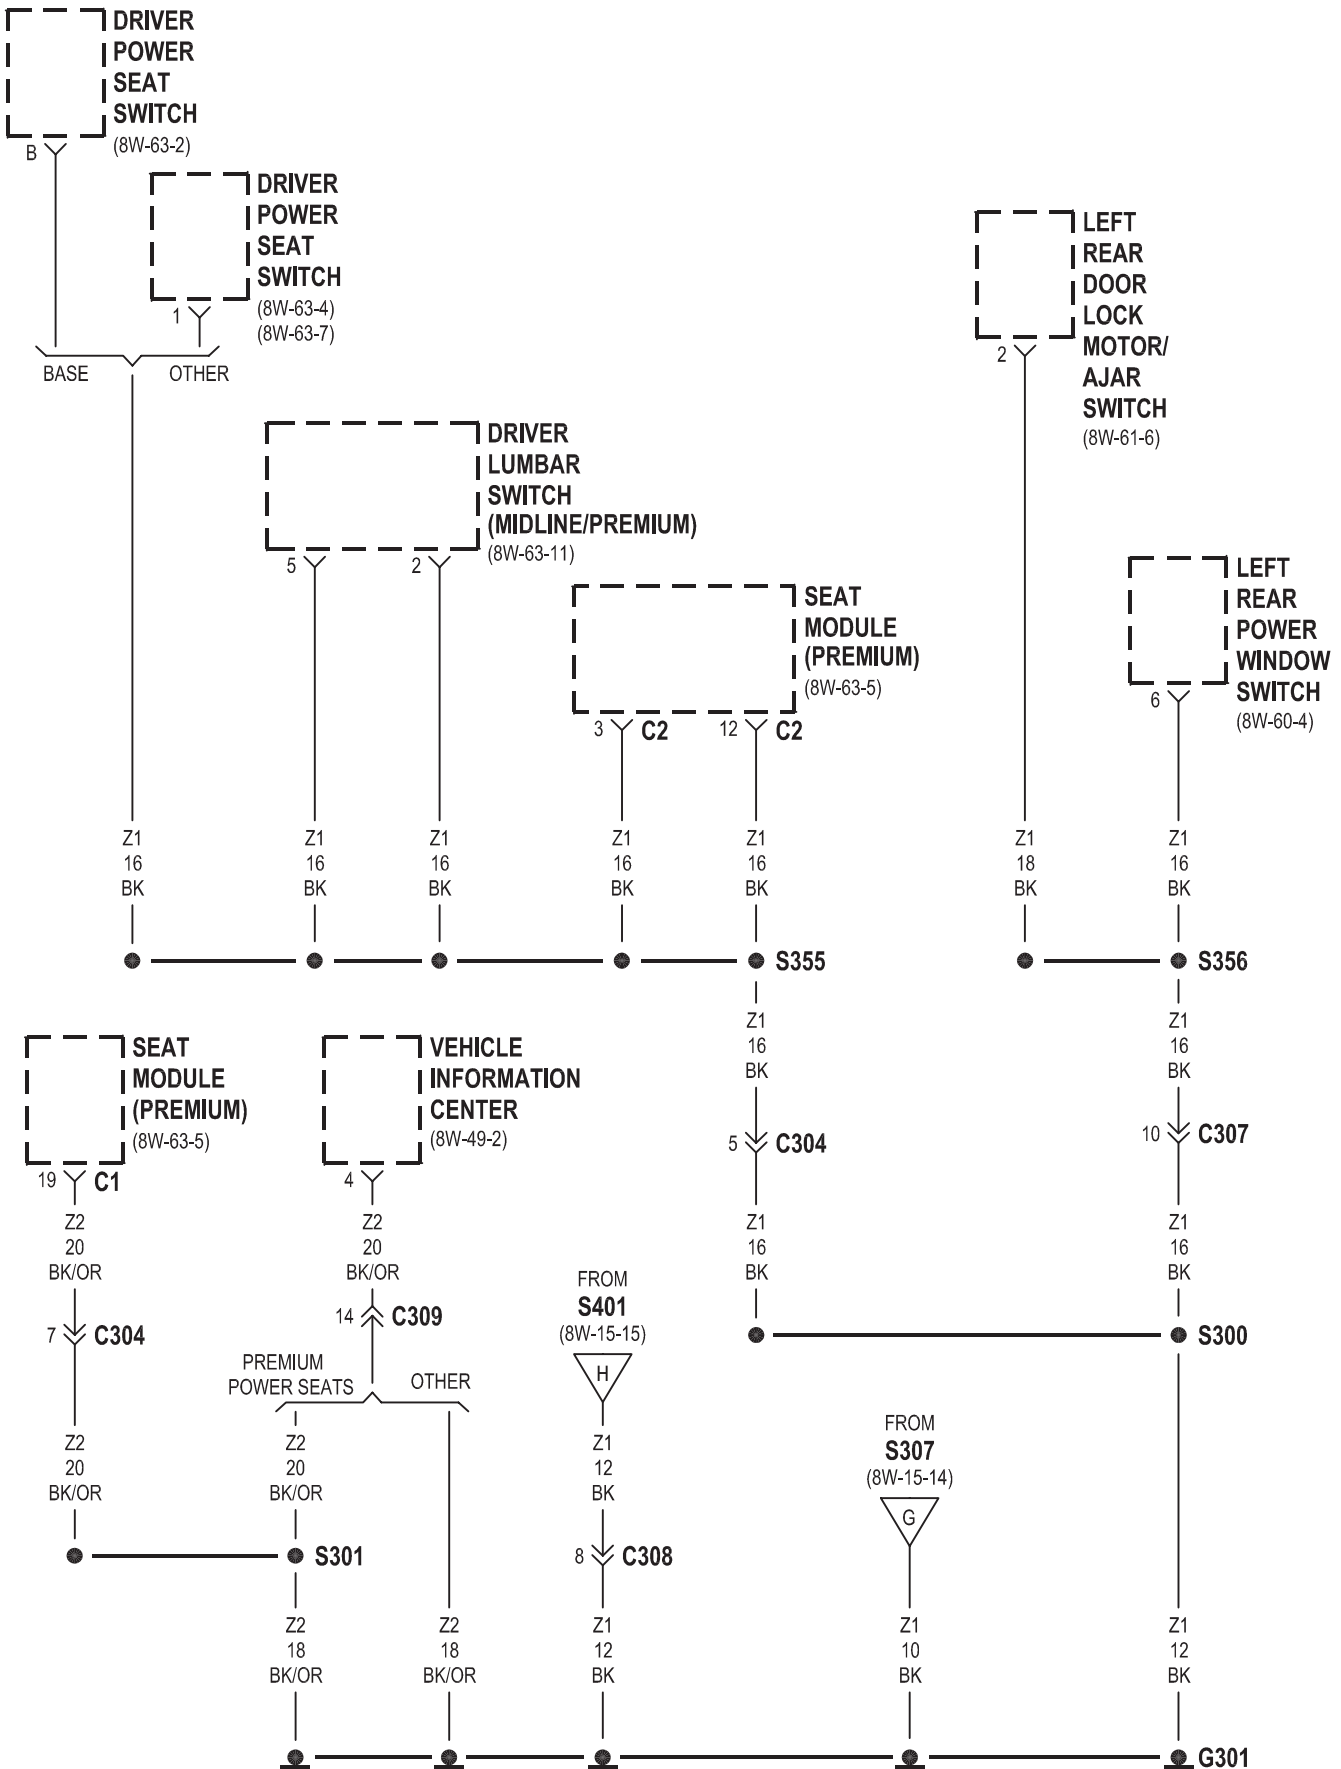 DRIVER
POWER
SEAT
SWITCH
(8W-63-2)
B
DRIVER
POWER
SEAT
SWITCH
(8W-63-4)
(8W-63-7)
1
BASE
OTHER
LEFT
REAR
DOOR
LOCK
MOTOR/
AJAR
SWITCH
(8W-61-6)
2
DRIVER
LUMBAR
SWITCH
(MIDLINE/PREMIUM)
(8W-63-11)
5
2
SEAT
MODULE
(PREMIUM)
(8W-63-5)
3
C2
12
C2
LEFT
REAR
POWER
WINDOW
SWITCH
(8W-60-4)
6
Z1
16
BK
Z1
16
BK
Z1
16
BK
Z1
16
BK
Z1
16
BK
Z1
18
BK
Z1
16
BK
S355
S356
Z1
16
BK
Z1
16
BK
SEAT
MODULE
(PREMIUM)
(8W-63-5)
19
C1
VEHICLE
INFORMATION
CENTER
(8W-49-2)
4
5
C304
10
C307
Z2
20
BK/OR
Z2
20
BK/OR
Z1
16
BK
Z1
16
BK
7
C304
14
C309
FROM
S401
(8W-15-15)
H
S300
PREMIUM
POWER SEATS
OTHER
FROM
S307
(8W-15-14)
G
Z2
20
BK/OR
Z2
20
BK/OR
Z1
12
BK
S301
8
C308
Z2
18
BK/OR
Z2
18
BK/OR
Z1
12
BK
Z1
10
BK
Z1
12
BK
G301